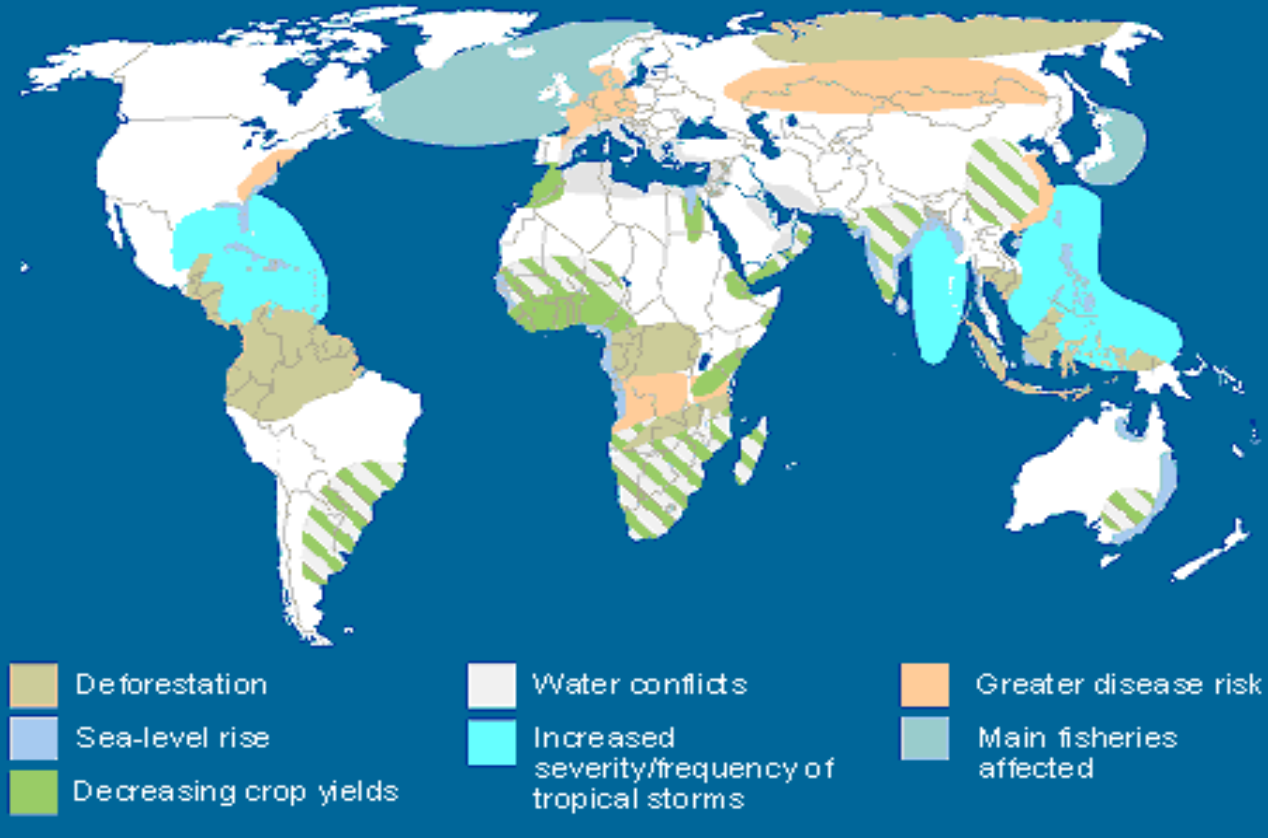 Deforestation
Sea-level rise
Decreasing crop yields
Water conflicts
Increased
severity/frequency of
tropical storms
Greater disease risk
Main fisheries
affected